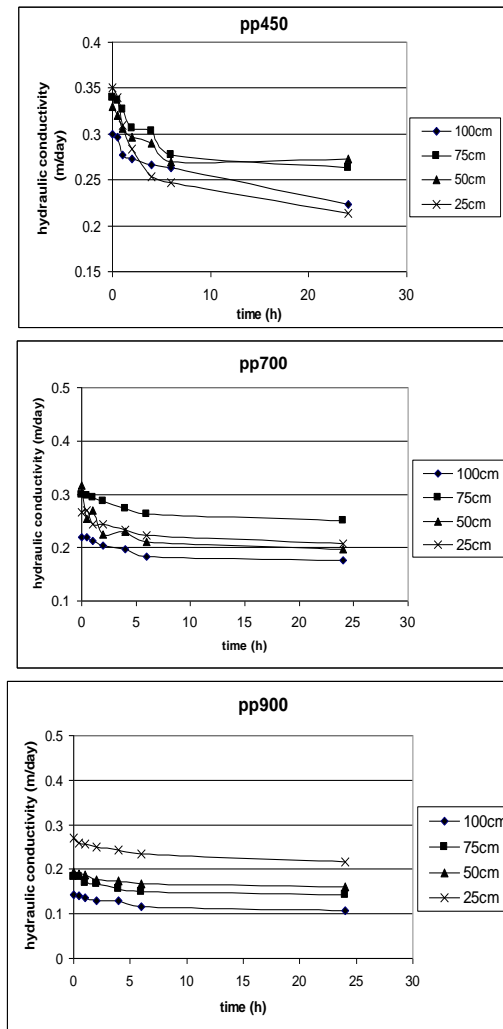 pp450
hydraulic conductivity
(m/day)
0.4
0.35
0.3
0.25
0.2
0.15
0
10
20
30
time (h)
100cm
75cm
50cm
25cm
pp700
hydraulic conductivity (m/day)
0.5
0.4
0.3
0.2
0.1
0
5
10
15
20
25
30
time (h)
100cm
75cm
50cm
25cm
pp900
hydraulic conductivity (m/day)
0.5
0.4
0.3
0.2
0.1
0
0
5
10
15
20
25
30
time (h)
100cm
75cm
50cm
25cm